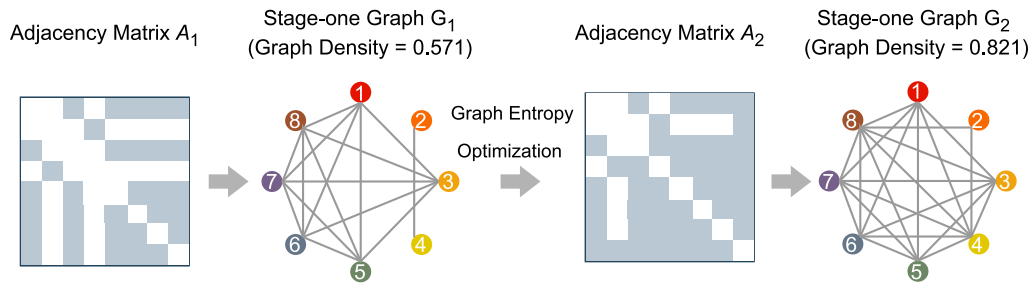 Adjacency Matrix A1
Stage-one Graph G1
(Graph Density = 0.571)
Adjacency Matrix A2
Stage-one Graph G2
(Graph Density = 0.821)
Graph Entropy
Optimization
1
8
2
7
3
6
4
5
1
8
2
7
3
6
4
5